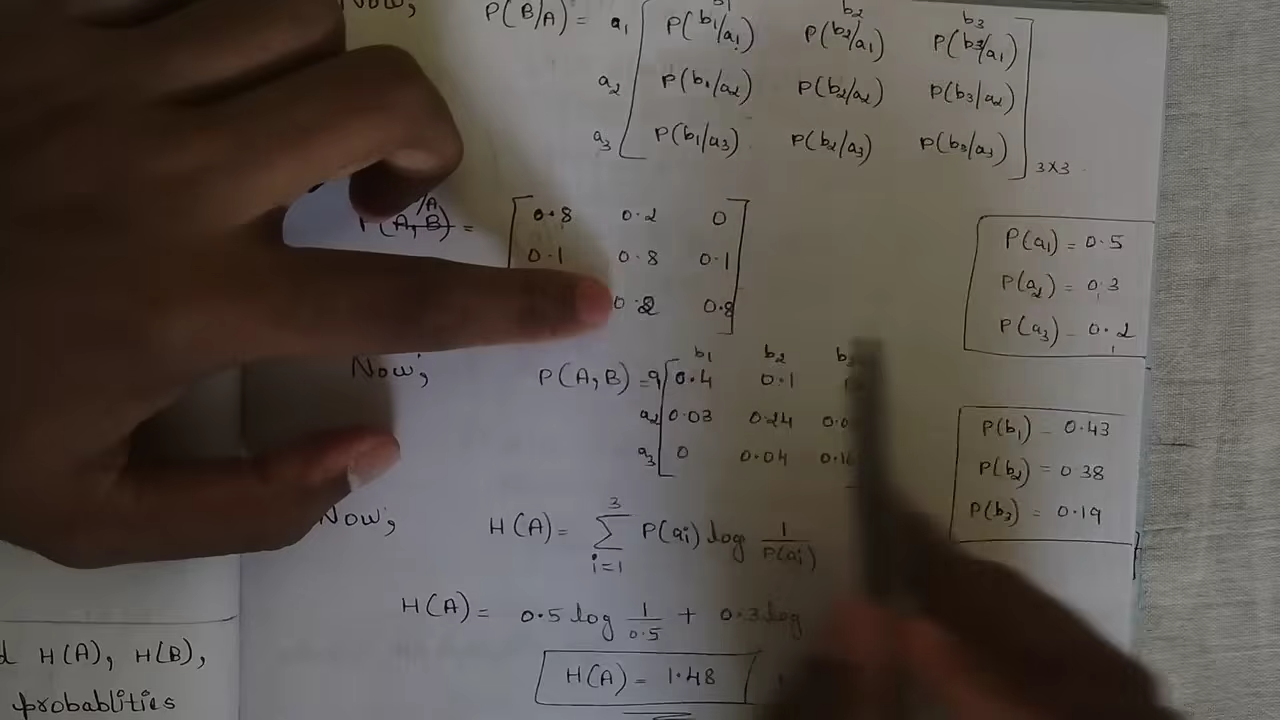 Now, P(B/A) = a1 [ P(b1/a1) P(b2/a1) P(b3/a1)
b1 b2 b3
a2 P(b1/a2) P(b2/a2) P(b3/a2)
a3 P(b1/a3) P(b2/a3) P(b3/a3) ] 3×3
/A
(A,B) = [ 0.8 0.2 0
0.1 0.8 0.1
0.2 0.8 ]
P(a1) = 0.5
P(a2) = 0.3
P(a3) = 0.2
Now; P(A,B) = a1 [ 0.4 0.1
b1 b2
a2 0.03 0.24
a3 0 0.04
P(b1) = 0.43
P(b2) = 0.38
P(b3) = 0.19
Now; H(A) = 3 Σ i=1 P(ai) log 1/P(ai)
H(A) = 0.5 log 1/0.5 + 0.3 log
H(A) = 1.48
H(A), H(B),
probablities